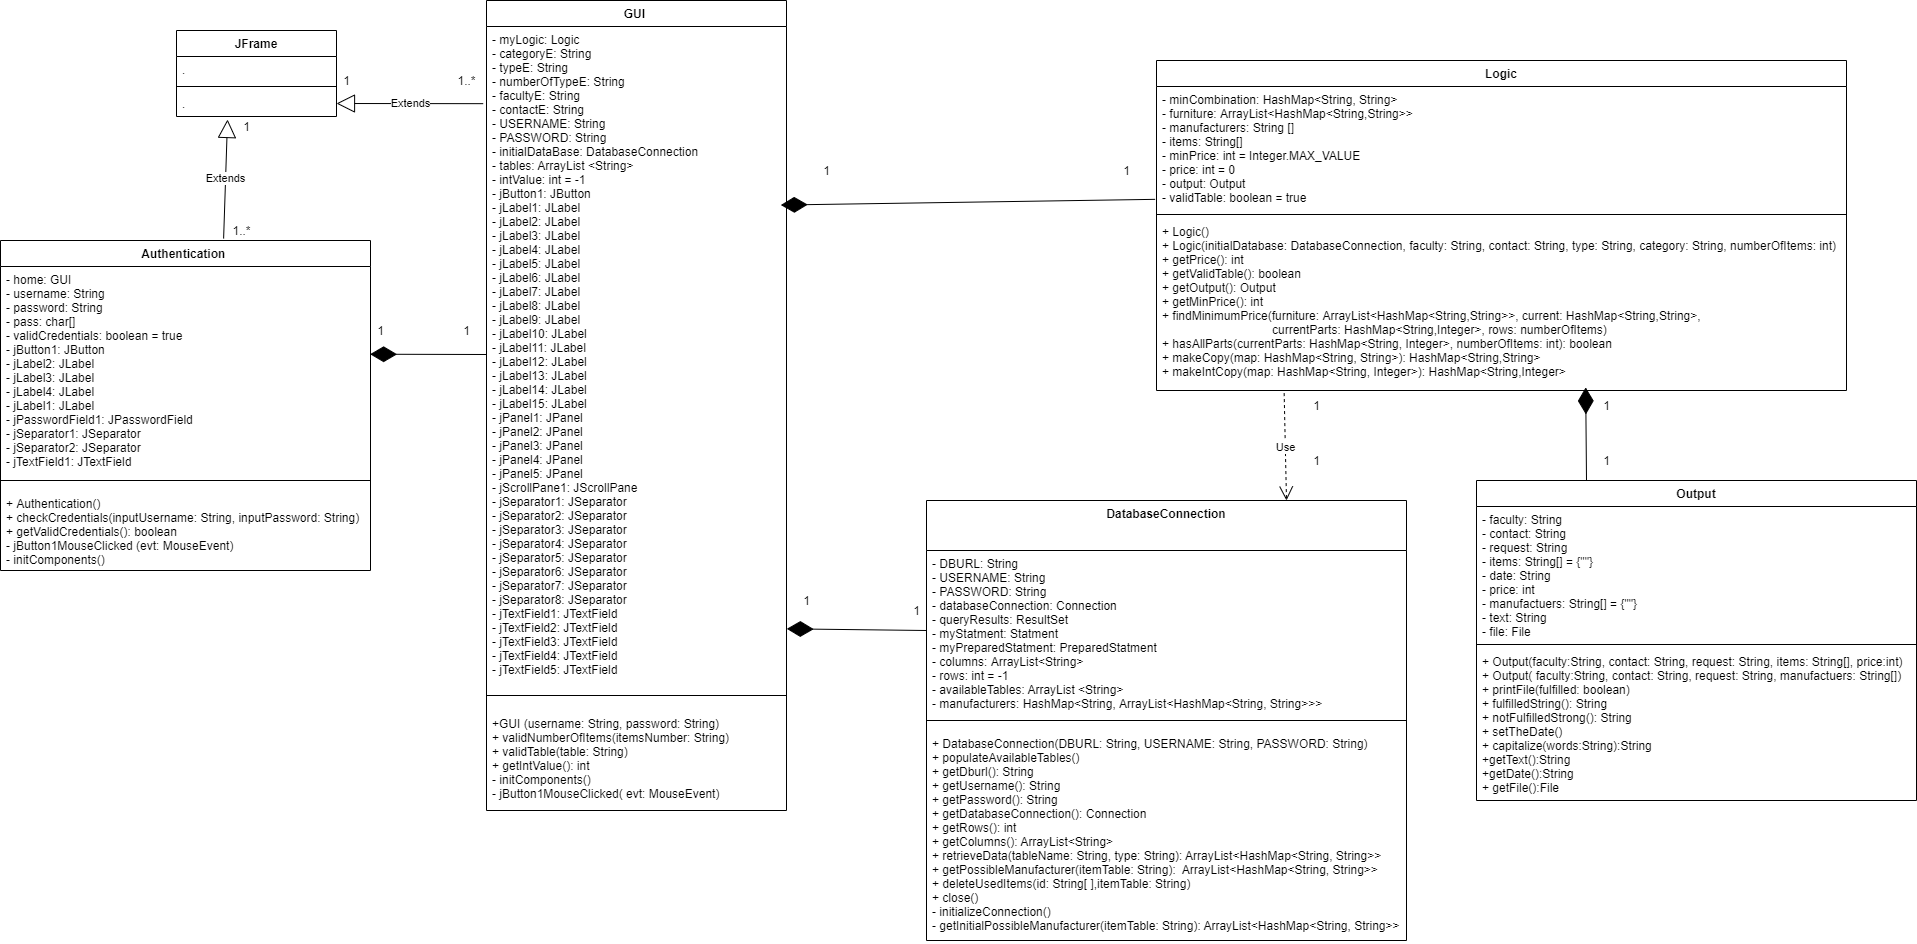 JFrame
.
.
1
Extends
1..*
1
Extends
1..*
Authentication
- home: GUI
- username: String
- password: String
- pass: char[]
- validCredentials: boolean = true
- jButton1: JButton
- jLabel2: JLabel
- jLabel3: JLabel
- jLabel4: JLabel
- jLabel1: JLabel
- jPasswordField1: JPasswordField
- jSeparator1: JSeparator
- jSeparator2: JSeparator
- jTextField1: JTextField
+ Authentication()
+ checkCredentials(inputUsername: String, inputPassword: String)
+ getValidCredentials(): boolean
- jButton1MouseClicked (evt: MouseEvent)
- initComponents()
1
1
GUI
- myLogic: Logic
- categoryE: String
- typeE: String
- numberOfTypeE: String
- facultyE: String
- contactE: String
- USERNAME: String
- PASSWORD: String
- initialDataBase: DatabaseConnection
- tables: ArrayList <String>
- intValue: int = -1
- jButton1: JButton
- jLabel1: JLabel
- jLabel2: JLabel
- jLabel3: JLabel
- jLabel4: JLabel
- jLabel5: JLabel
- jLabel6: JLabel
- jLabel7: JLabel
- jLabel8: JLabel
- jLabel9: JLabel
- jLabel10: JLabel
- jLabel11: JLabel
- jLabel12: JLabel
- jLabel13: JLabel
- jLabel14: JLabel
- jLabel15: JLabel
- jPanel1: JPanel
- jPanel2: JPanel
- jPanel3: JPanel
- jPanel4: JPanel
- jPanel5: JPanel
- jScrollPane1: JScrollPane
- jSeparator1: JSeparator
- jSeparator2: JSeparator
- jSeparator3: JSeparator
- jSeparator4: JSeparator
- jSeparator5: JSeparator
- jSeparator6: JSeparator
- jSeparator7: JSeparator
- jSeparator8: JSeparator
- jTextField1: JTextField
- jTextField2: JTextField
- jTextField3: JTextField
- jTextField4: JTextField
- jTextField5: JTextField
+GUI (username: String, password: String)
+ validNumberOfItems(itemsNumber: String)
+ validTable(table: String)
+ getIntValue(): int
- initComponents()
- jButton1MouseClicked( evt: MouseEvent)
1
1
Logic
- minCombination: HashMap<String, String>
- furniture: ArrayList<HashMap<String,String>>
- manufacturers: String []
- items: String[]
- minPrice: int = Integer.MAX_VALUE
- price: int = 0
- output: Output
- validTable: boolean = true
+ Logic()
+ Logic(initialDatabase: DatabaseConnection, faculty: String, contact: String, type: String, category: String, numberOfItems: int)
+ getPrice(): int
+ getValidTable(): boolean
+ getOutput(): Output
+ getMinPrice(): int
+ findMinimumPrice(furniture: ArrayList<HashMap<String,String>>, current: HashMap<String,String>,
currentParts: HashMap<String,Integer>, rows: numberOfItems)
+ hasAllParts(currentParts: HashMap<String, Integer>, numberOfItems: int): boolean
+ makeCopy(map: HashMap<String, String>): HashMap<String,String>
+ makeIntCopy(map: HashMap<String, Integer>): HashMap<String,Integer>
1
Use
1
1
1
1
1
DatabaseConnection
- DBURL: String
- USERNAME: String
- PASSWORD: String
- databaseConnection: Connection
- queryResults: ResultSet
- myStatment: Statment
- myPreparedStatment: PreparedStatment
- columns: ArrayList<String>
- rows: int = -1
- availableTables: ArrayList <String>
- manufacturers: HashMap<String, ArrayList<HashMap<String, String>>>
+ DatabaseConnection(DBURL: String, USERNAME: String, PASSWORD: String)
+ populateAvailableTables()
+ getDburl(): String
+ getUsername(): String
+ getPassword(): String
+ getDatabaseConnection(): Connection
+ getRows(): int
+ getColumns(): ArrayList<String>
+ retrieveData(tableName: String, type: String): ArrayList<HashMap<String, String>>
+ getPossibleManufacturer(itemTable: String): ArrayList<HashMap<String, String>>
+ deleteUsedItems(id: String[ ],itemTable: String)
+ close()
- initializeConnection()
- getInitialPossibleManufacturer(itemTable: String): ArrayList<HashMap<String, String>>
Output
- faculty: String
- contact: String
- request: String
- items: String[] = {""}
- date: String
- price: int
- manufactuers: String[] = {""}
- text: String
- file: File
+ Output(faculty:String, contact: String, request: String, items: String[], price:int)
+ Output( faculty:String, contact: String, request: String, manufactuers: String[])
+ printFile(fulfilled: boolean)
+ fulfilledString(): String
+ notFulfilledStrong(): String
+ setTheDate()
+ capitalize(words:String):String
+getText():String
+getDate():String
+ getFile():File